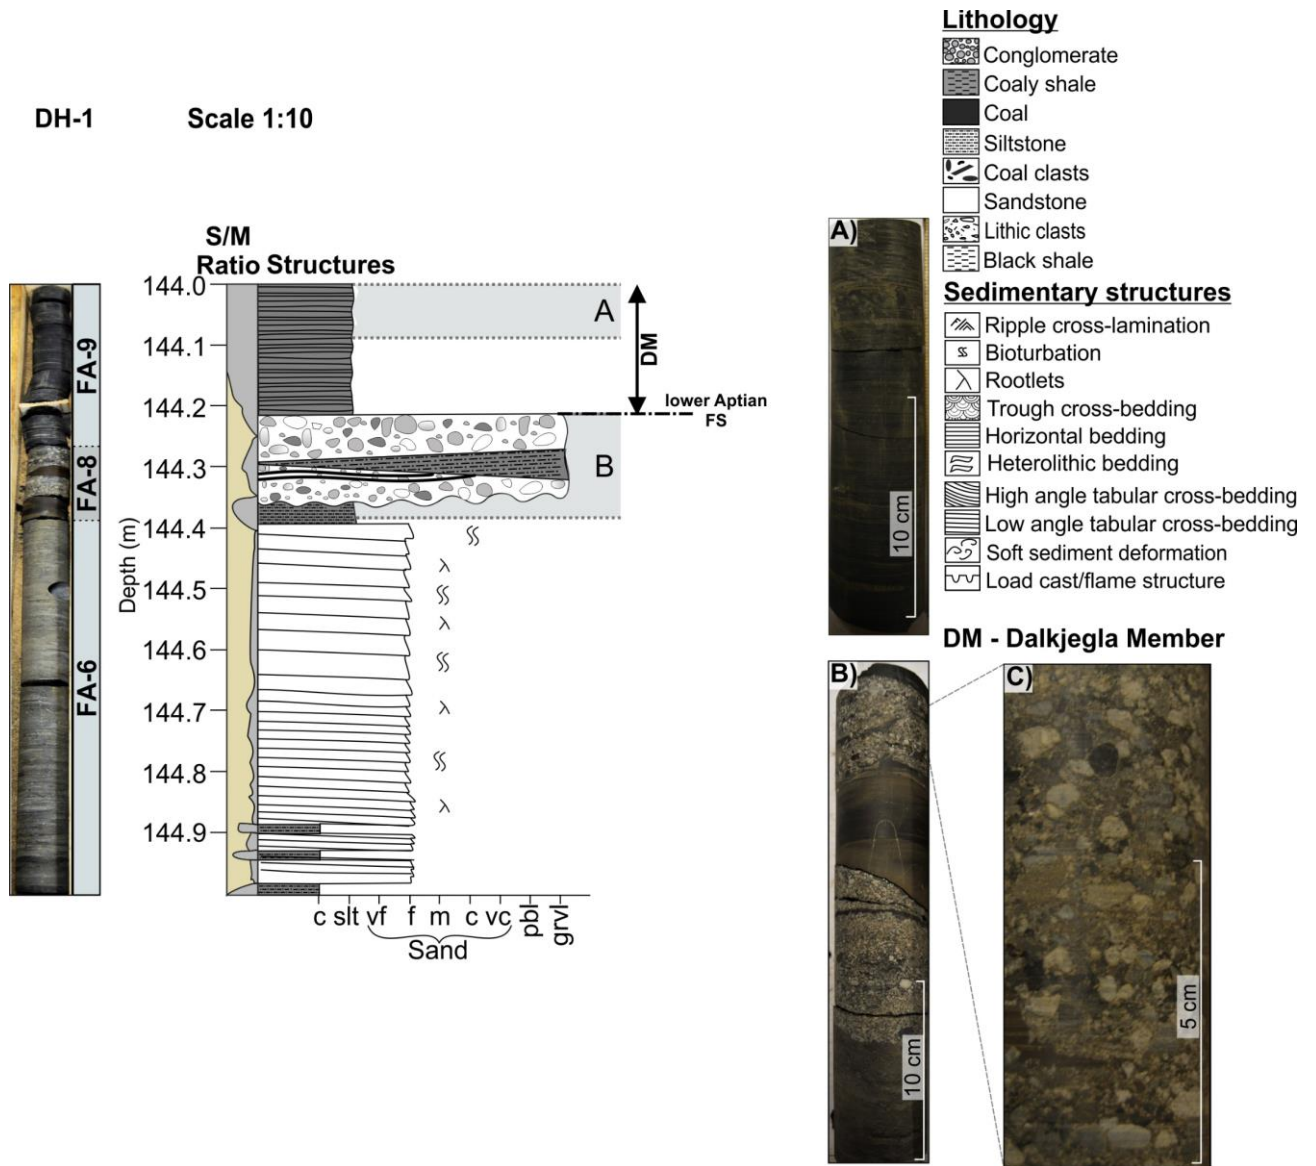 DH-1
Scale 1:10
S/M
Ratio Structures
144.0
144.1
144.2
144.3
144.4
144.5
144.6
144.7
144.8
144.9
Depth (m)
FA-9
FA-8
FA-6
A
B
DM
lower Aptian
FS
c slt vf f m c vc pbl grvl
Sand
A)
10 cm
B)
10 cm
C)
5 cm
Lithology
Conglomerate
Coaly shale
Coal
Siltstone
Coal clasts
Sandstone
Lithic clasts
Black shale
Sedimentary structures
Ripple cross-lamination
Bioturbation
Rootlets
Trough cross-bedding
Horizontal bedding
Heterolithic bedding
High angle tabular cross-bedding
Low angle tabular cross-bedding
Soft sediment deformation
Load cast/flame structure
DM - Dalkjegla Member